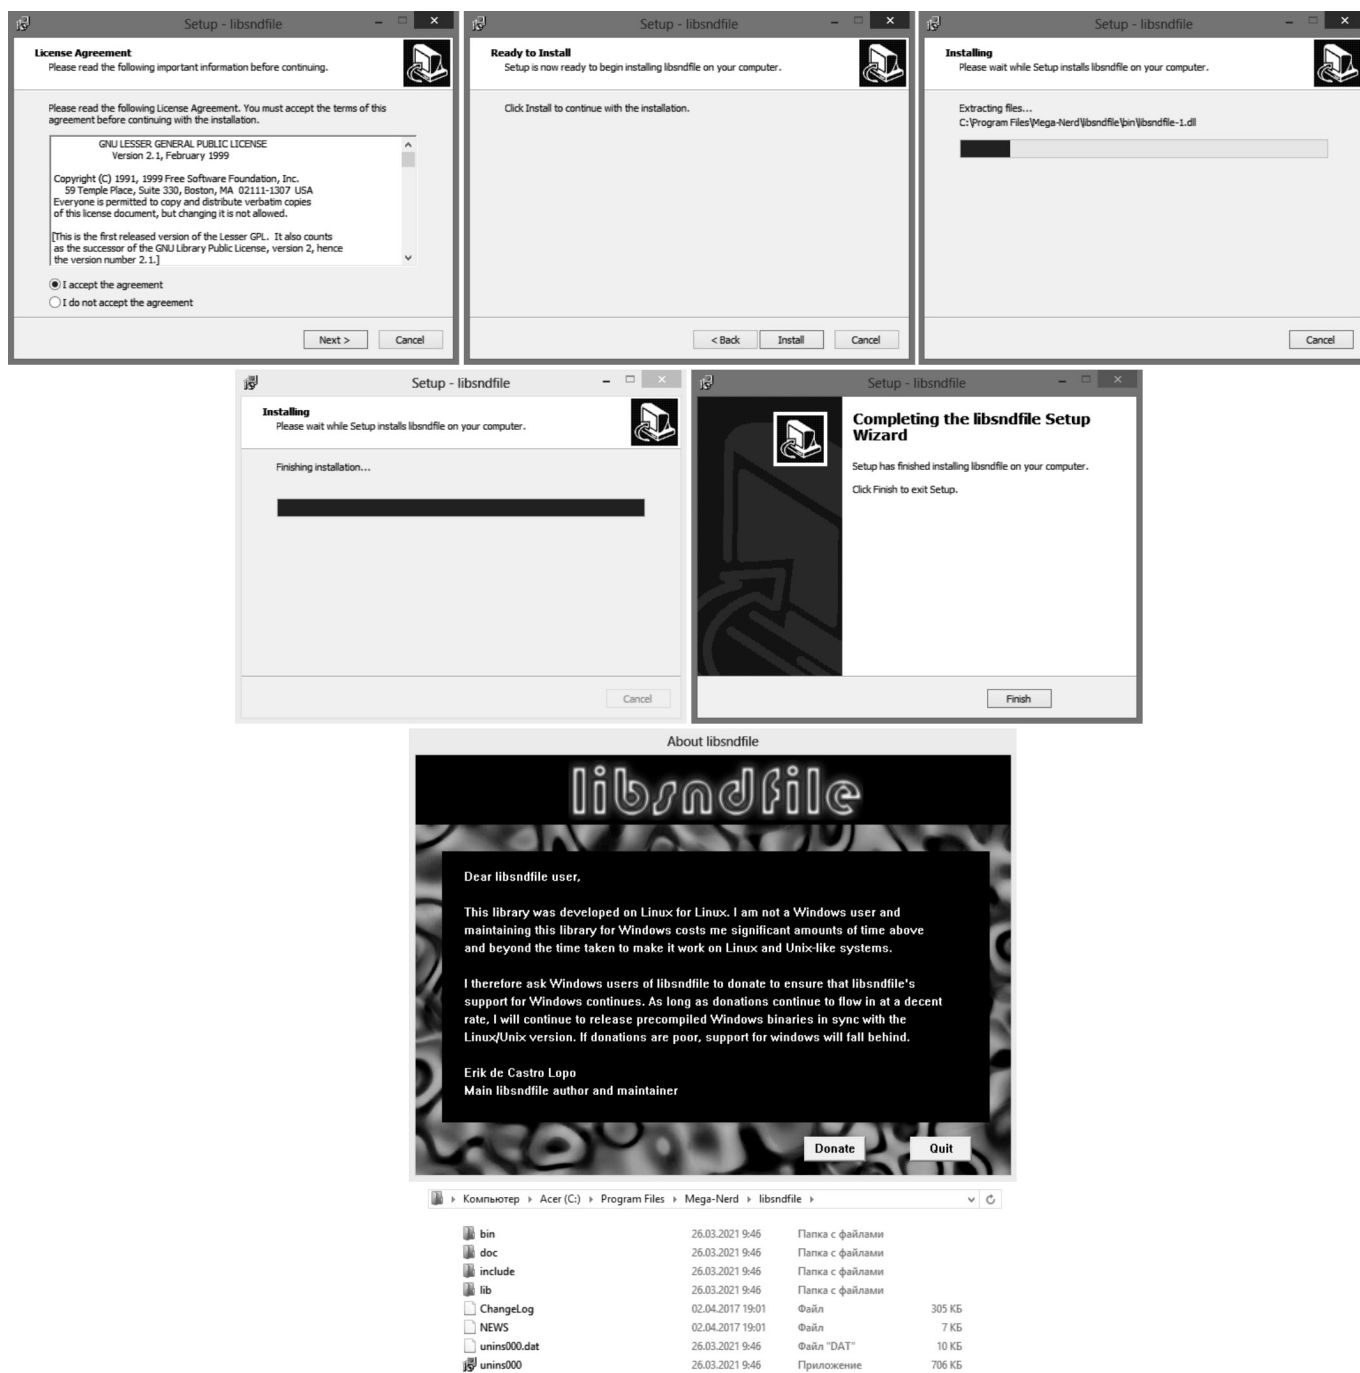 Setup - libsndfile
License Agreement
Please read the following important information before continuing.
Please read the following License Agreement. You must accept the terms of this
agreement before continuing with the installation.
GNU LESSER GENERAL PUBLIC LICENSE
Version 2.1, February 1999
Copyright (C) 1991, 1999 Free Software Foundation, Inc.
59 Temple Place, Suite 330, Boston, MA 02111-1307 USA
Everyone is permitted to copy and distribute verbatim copies
of this license document, but changing it is not allowed.
[This is the first released version of the Lesser GPL. It also counts
as the successor of the GNU Library Public License, version 2, hence
the version number 2.1.]
I accept the agreement
I do not accept the agreement
Next >
Cancel
Setup - libsndfile
Ready to Install
Setup is now ready to begin installing libsndfile on your computer.
Click Install to continue with the installation.
< Back
Install
Cancel
Setup - libsndfile
Installing
Please wait while Setup installs libsndfile on your computer.
Extracting files...
C:\Program Files\Mega-Nerd\libsndfile\bin\libsndfile-1.dll
Cancel
Setup - libsndfile
Installing
Please wait while Setup installs libsndfile on your computer.
Finishing installation...
Cancel
Setup - libsndfile
Completing the libsndfile Setup
Wizard
Setup has finished installing libsndfile on your computer.
Click Finish to exit Setup.
Finish
About libsndfile
libsndfile
Dear libsndfile user,
This library was developed on Linux for Linux. I am not a Windows user and
maintaining this library for Windows costs me significant amounts of time above
and beyond the time taken to make it work on Linux and Unix-like systems.
I therefore ask Windows users of libsndfile to donate to ensure that libsndfile's
support for Windows continues. As long as donations continue to flow in at a decent
rate, I will continue to release precompiled Windows binaries in sync with the
Linux/Unix version. If donations are poor, support for windows will fall behind.
Erik de Castro Lopo
Main libsndfile author and maintainer
Donate
Quit
Компьютер Acer (C:) Program Files Mega-Nerd libsndfile
bin 26.03.2021 9:46 Папка с файлами
doc 26.03.2021 9:46 Папка с файлами
include 26.03.2021 9:46 Папка с файлами
lib 26.03.2021 9:46 Папка с файлами
ChangeLog 02.04.2017 19:01 Файл 305 КБ
NEWS 02.04.2017 19:01 Файл 7 КБ
unins000.dat 26.03.2021 9:46 Файл "DAT" 10 КБ
unins000 26.03.2021 9:46 Приложение 706 КБ